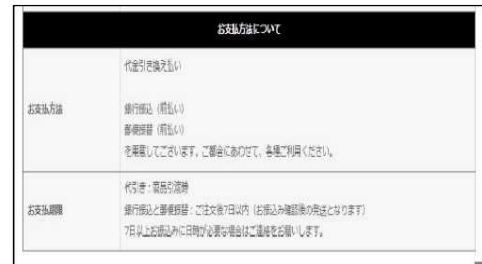 お支払方法について
お支払方法
代金引き換え払い
銀行振込（前払い）
郵便振替（前払い）
を用意してございます。ご都合にあわせて、各種ご利用ください。
お支払期限
代引き：商品引渡時
銀行振込と郵便振替：ご注文後7日以内（お振込み確認後の発送となります）
7日以上お振込みに日時が必要な場合はご連絡をお願いします。